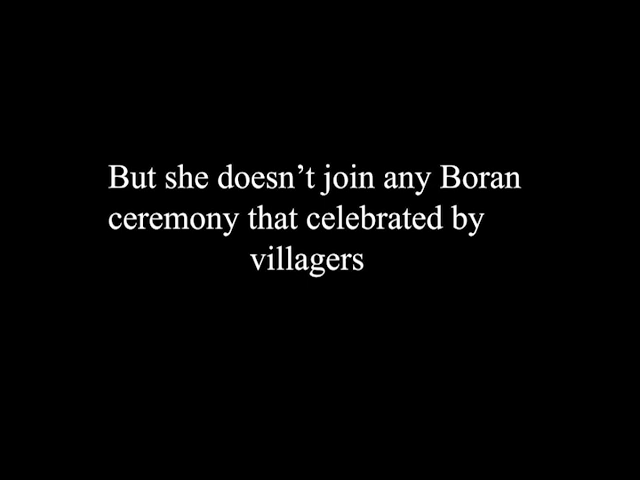 But she doesn’t join any Boran
ceremony that celebrated by
villagers